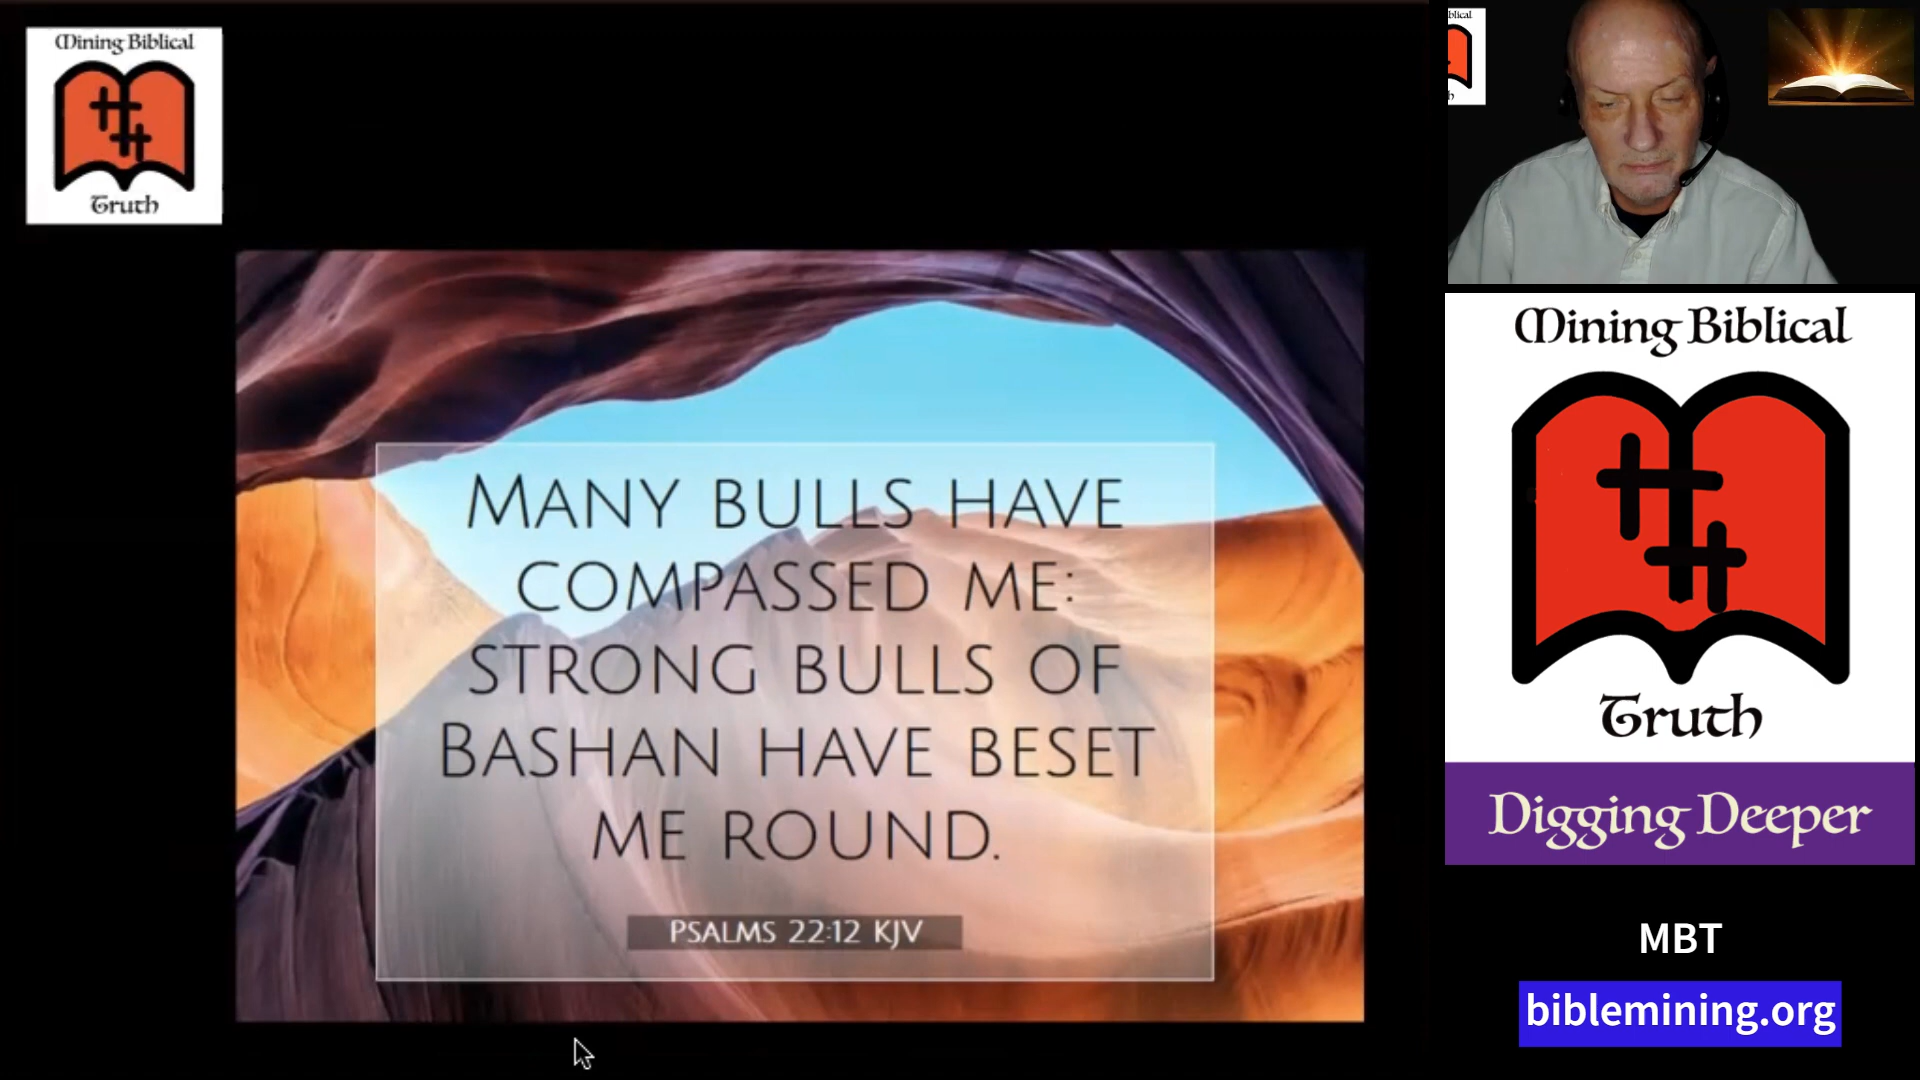 Mining Biblical
Truth
MANY BULLS HAVE
COMPASSED ME:
STRONG BULLS OF
BASHAN HAVE BESET
ME ROUND.
PSALMS 22:12 KJV
blical
h
Mining Biblical
Truth
Digging Deeper
MBT
biblemining.org